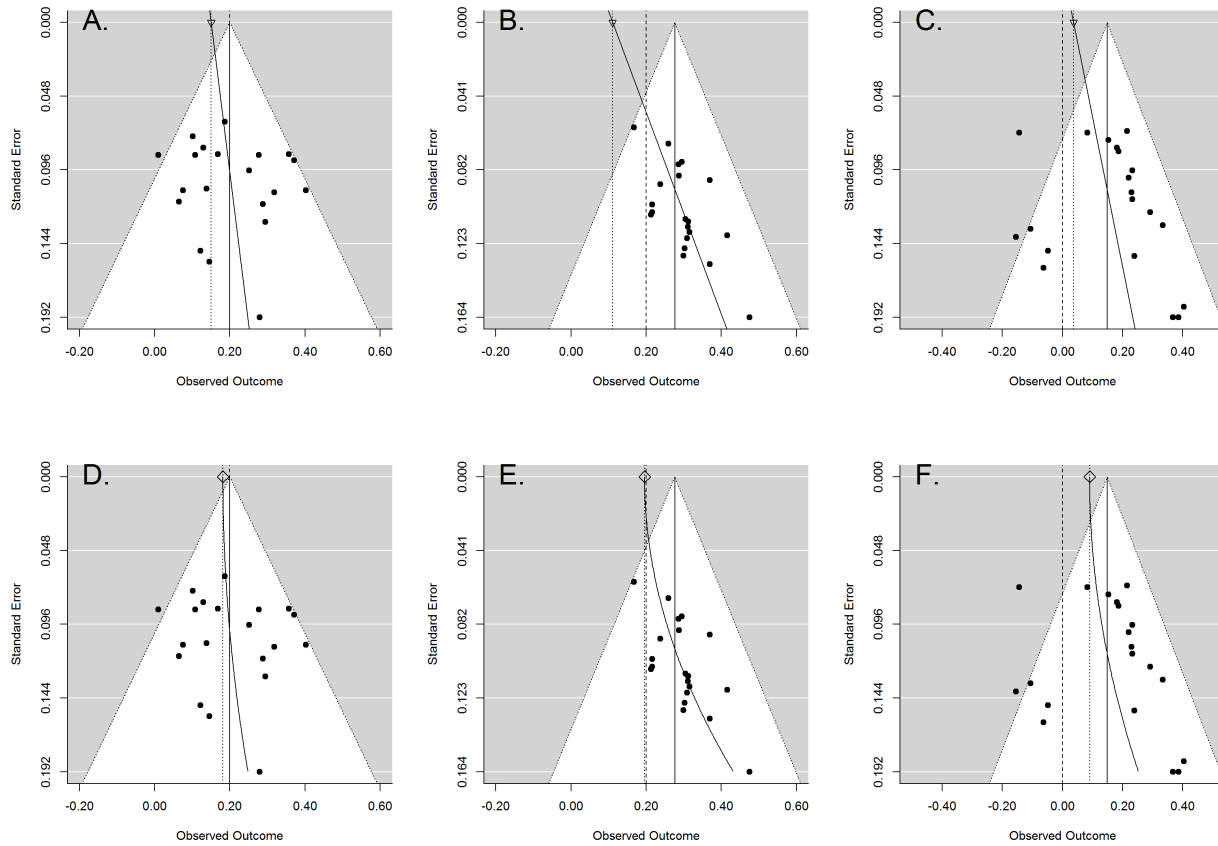 A.
0.000
0.048
0.096
0.144
0.192
Standard Error
-0.20 0.00 0.20 0.40 0.60
Observed Outcome
B.
0.000
0.041
0.082
0.123
0.164
Standard Error
-0.20 0.00 0.20 0.40 0.60
Observed Outcome
C.
0.000
0.048
0.096
0.144
0.192
Standard Error
-0.40 -0.20 0.00 0.20 0.40
Observed Outcome
D.
0.000
0.048
0.096
0.144
0.192
Standard Error
-0.20 0.00 0.20 0.40 0.60
Observed Outcome
E.
0.000
0.041
0.082
0.123
0.164
Standard Error
-0.20 0.00 0.20 0.40 0.60
Observed Outcome
F.
0.000
0.048
0.096
0.144
0.192
Standard Error
-0.40 -0.20 0.00 0.20 0.40
Observed Outcome